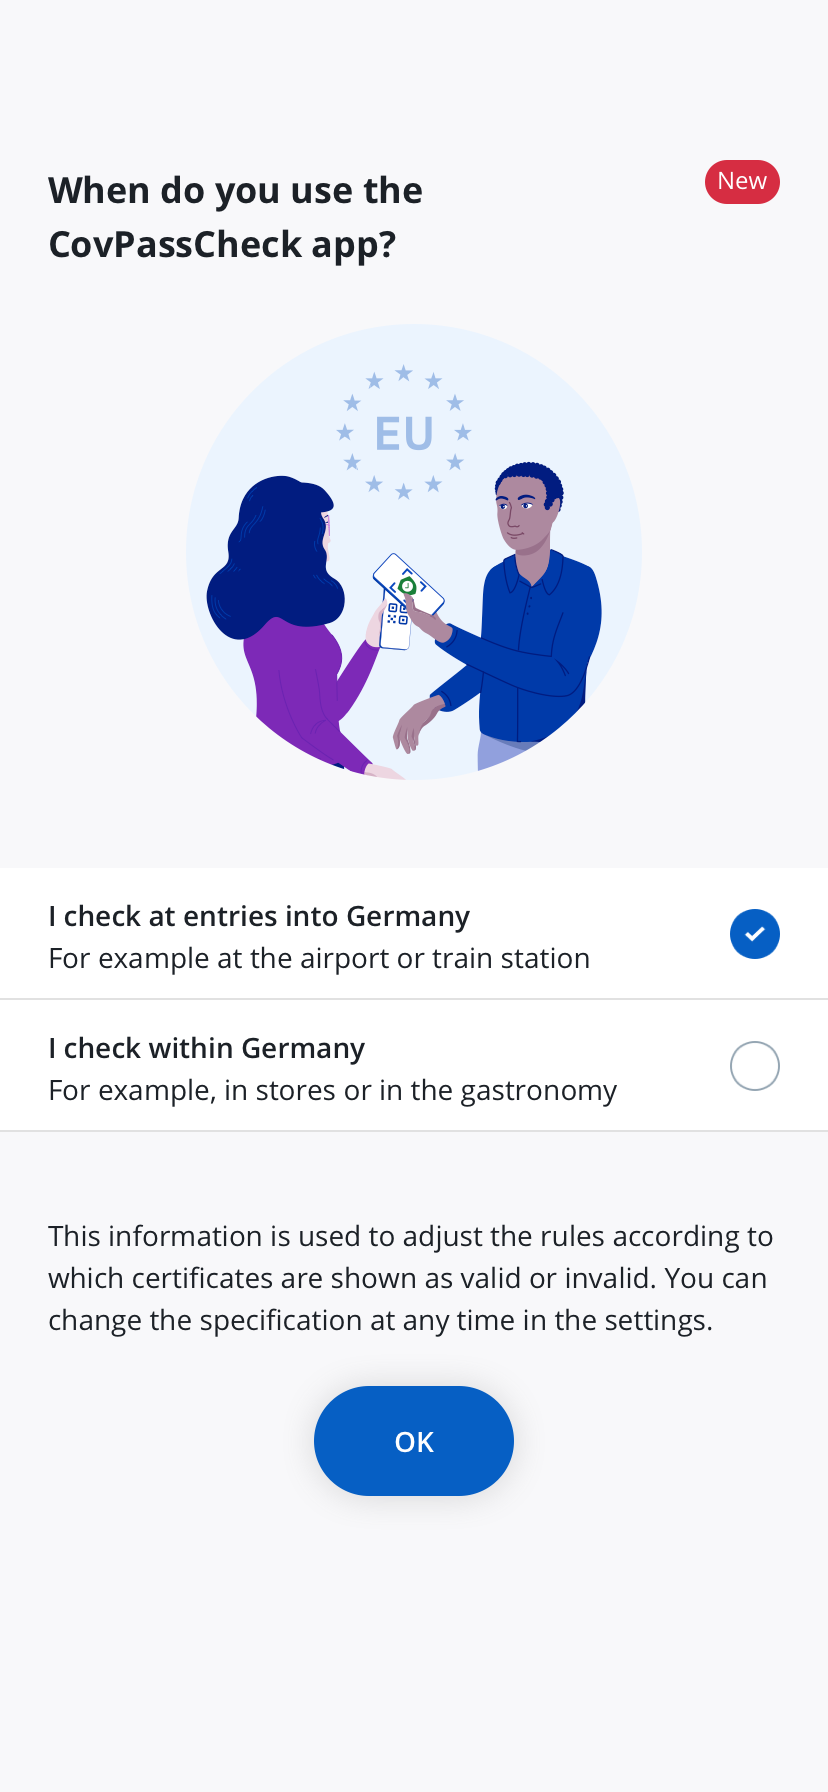 When do you use the
CovPassCheck app?
New
EU
I check at entries into Germany
For example at the airport or train station
I check within Germany
For example, in stores or in the gastronomy
This information is used to adjust the rules according to
which certificates are shown as valid or invalid. You can
change the specification at any time in the settings.
OK